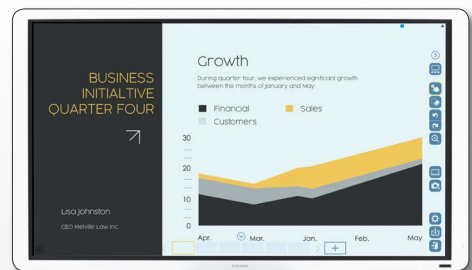 BUSINESS
INITIALTIVE
QUARTER FOUR
Lisa Johnston
CEO Melville Law Inc.
Growth
During quarter four, we experienced significant growth
between the months of January and May
Financial
Sales
Customers
30
20
10
0
Apr.
Mar.
Jan.
Feb.
May